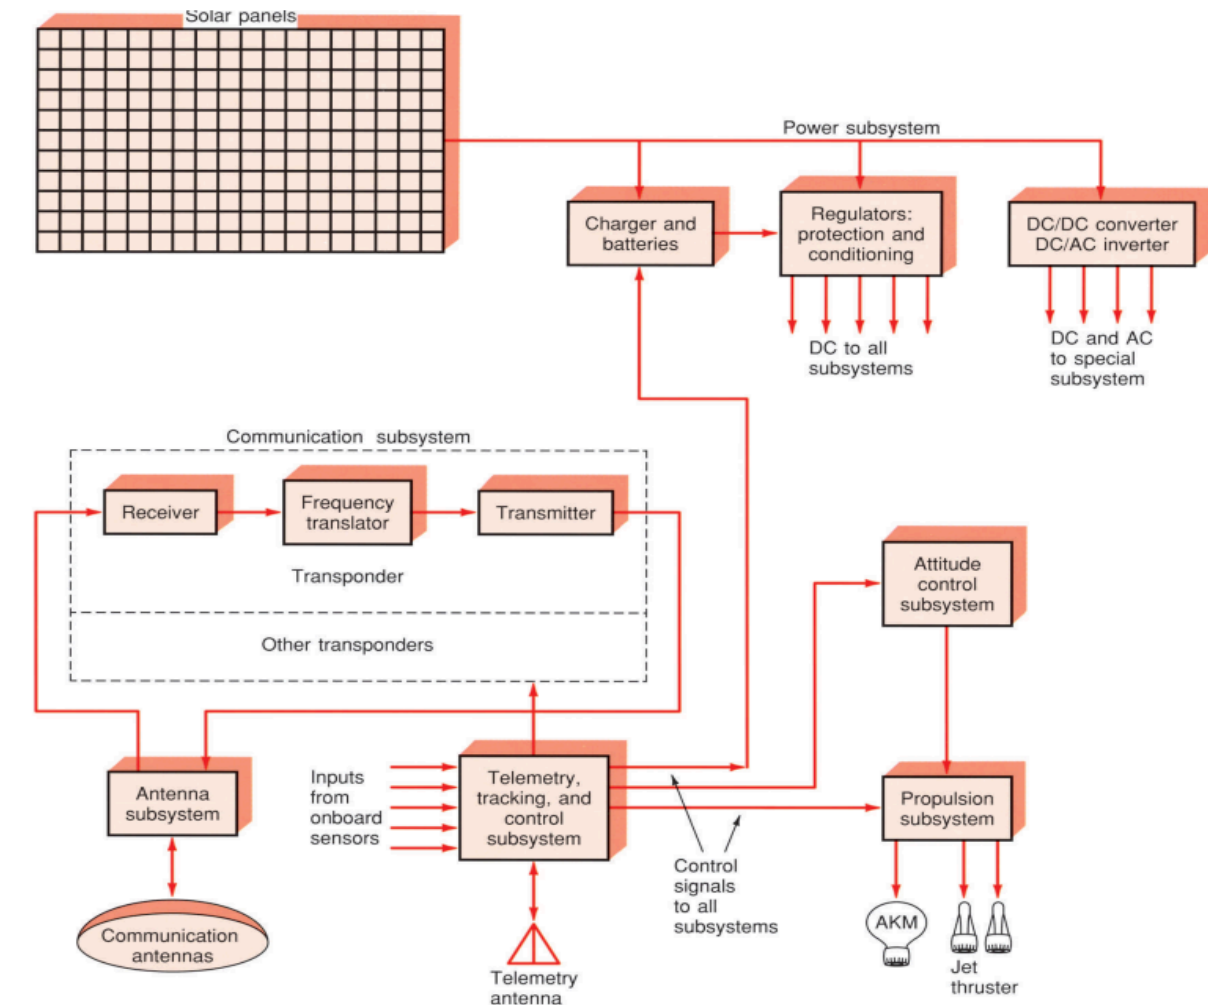 Solar panels
Power subsystem
Charger and
batteries
Regulators:
protection and
conditioning
DC/DC converter
DC/AC inverter
DC to all
subsystems
DC and AC
to special
subsystem
Communication subsystem
Receiver
Frequency
translator
Transmitter
Transponder
Other transponders
Attitude
control
subsystem
Antenna
subsystem
Inputs
from
onboard
sensors
Telemetry,
tracking, and
control
subsystem
Propulsion
subsystem
Control
signals
to all
subsystems
Communication
antennas
Telemetry
antenna
AKM
Jet
thruster